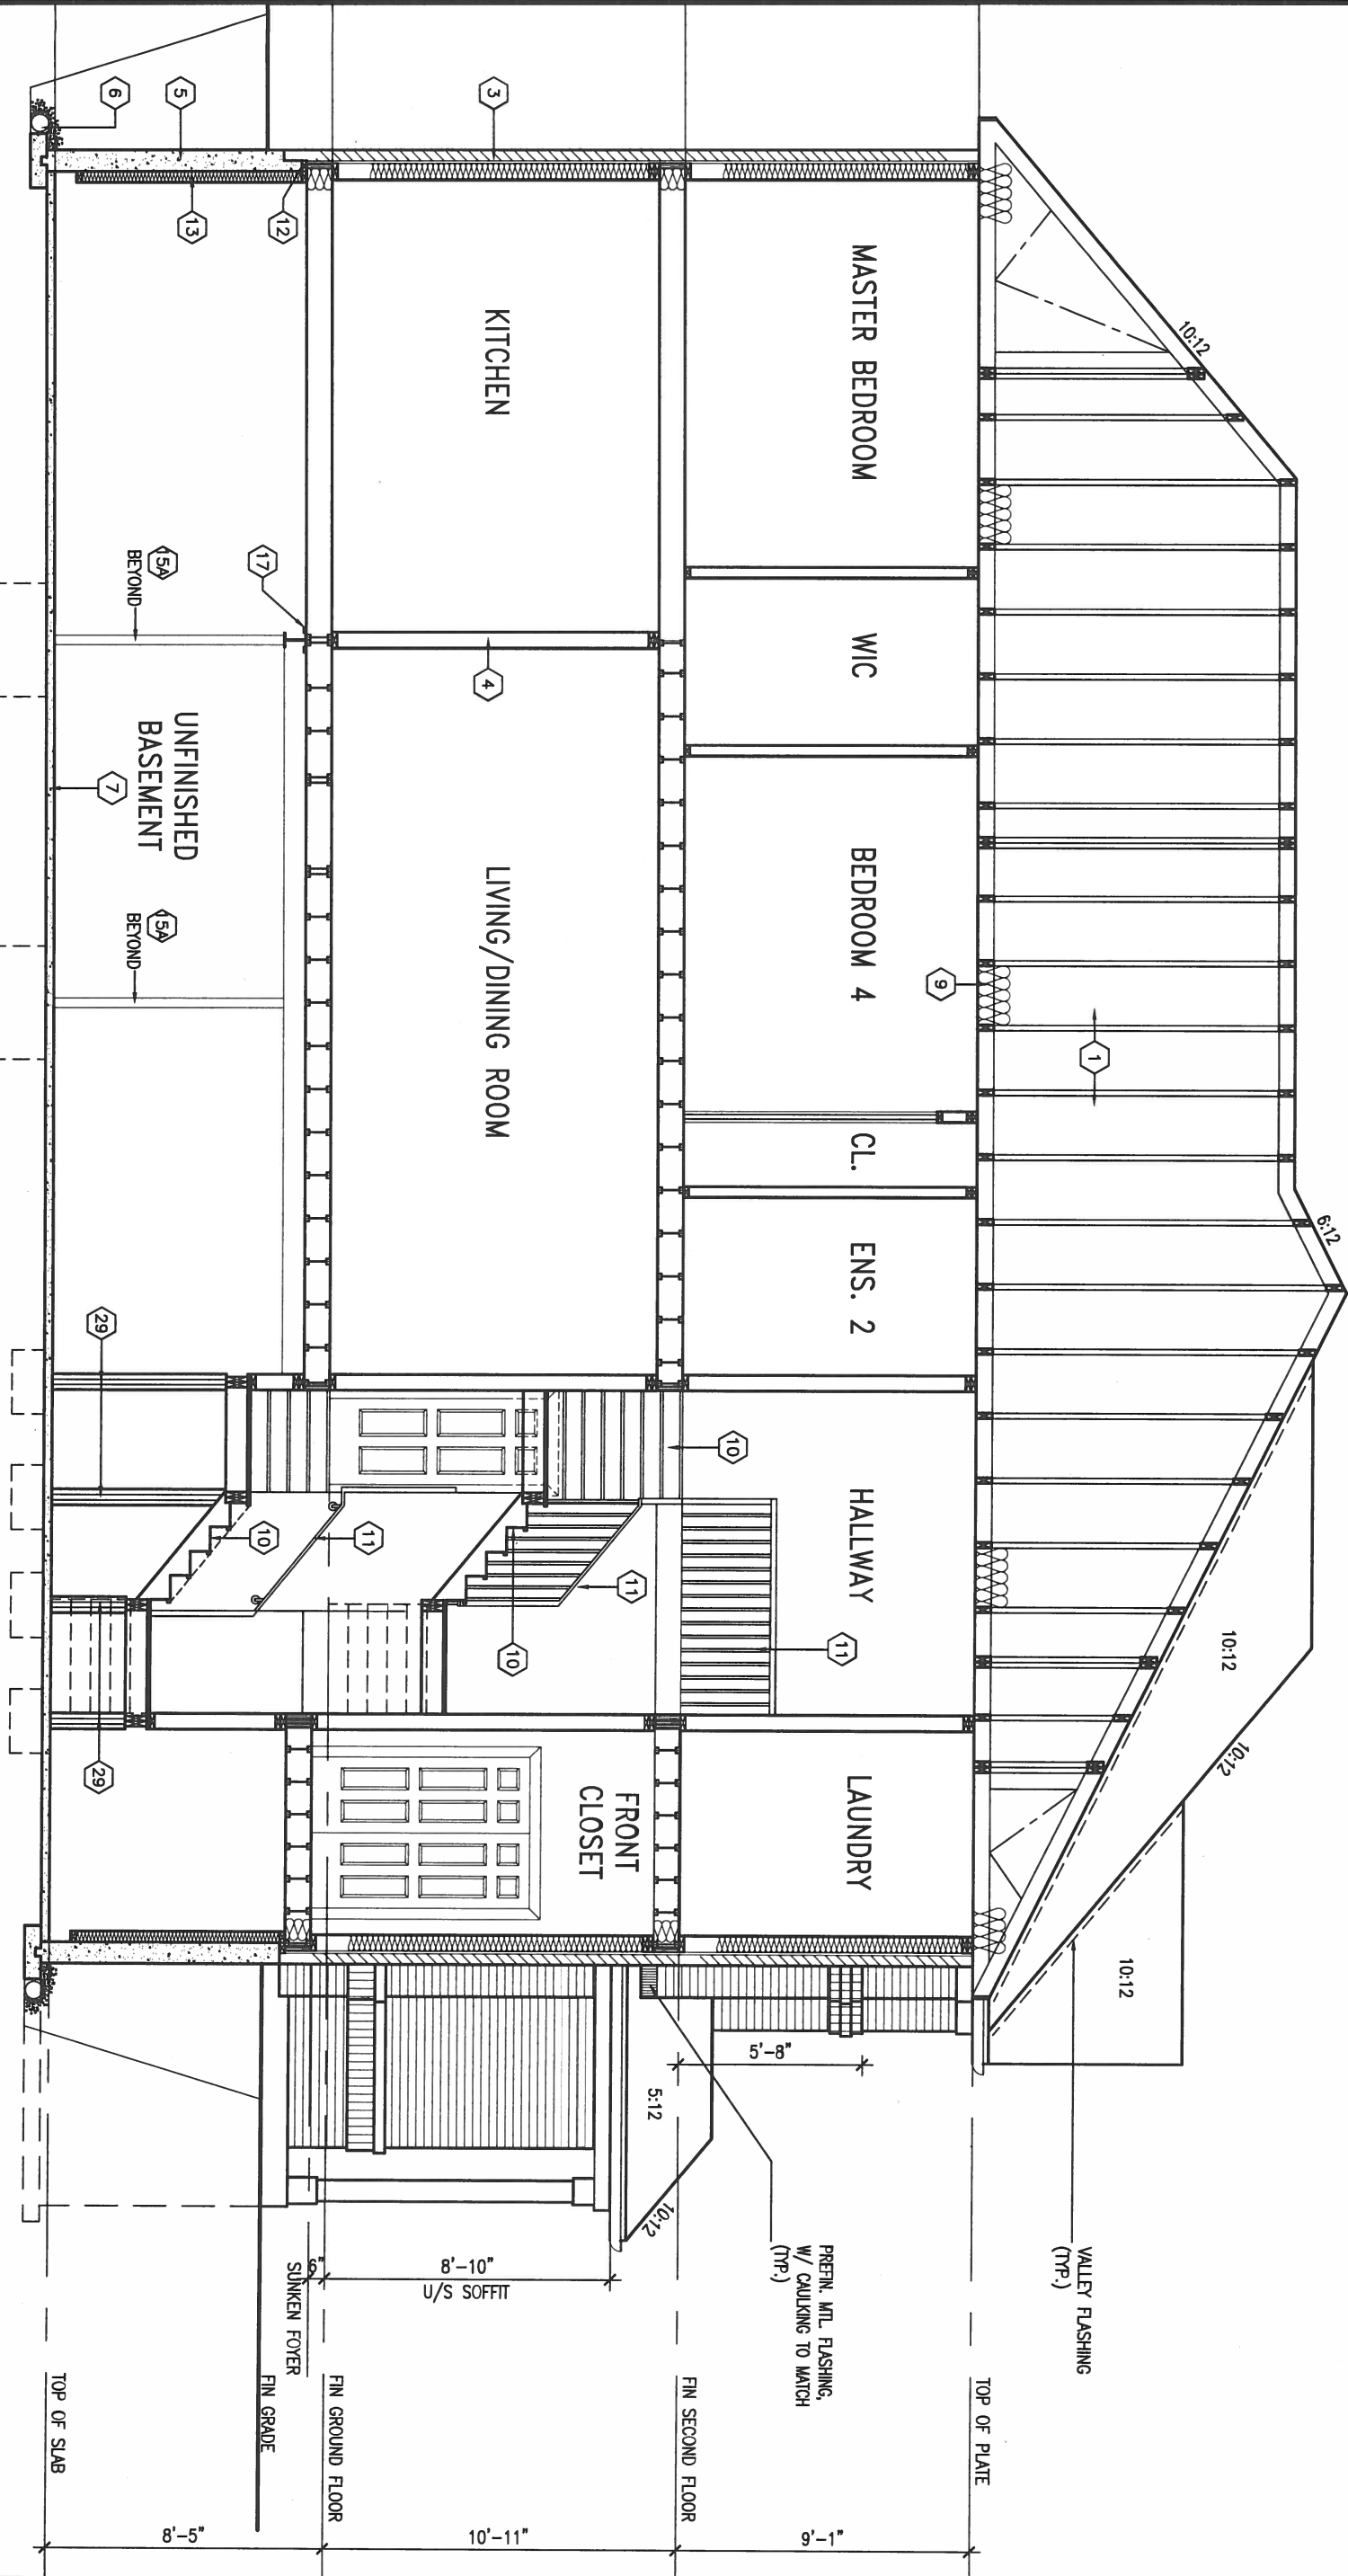 10:12
6:12
10:12
10:12
10:12
1
9
MASTER BEDROOM
WIC
BEDROOM 4
CL.
ENS. 2
HALLWAY
LAUNDRY
10
11
11
10
3
KITCHEN
4
LIVING/DINING ROOM
FRONT
CLOSET
5
6
12
13
17
15A
BEYOND
15A
BEYOND
UNFINISHED
BASEMENT
7
29
10
11
29
VALLEY FLASHING
(TYP.)
PREFIN. MTL. FLASHING,
W/ CAULKING TO MATCH
(TYP.)
5:12
10:12
5'-8"
8'-10"
U/S SOFFIT
6"
SUNKEN FOYER
TOP OF PLATE
9'-1"
FIN SECOND FLOOR
10'-11"
FIN GROUND FLOOR
8'-5"
FIN GRADE
TOP OF SLAB